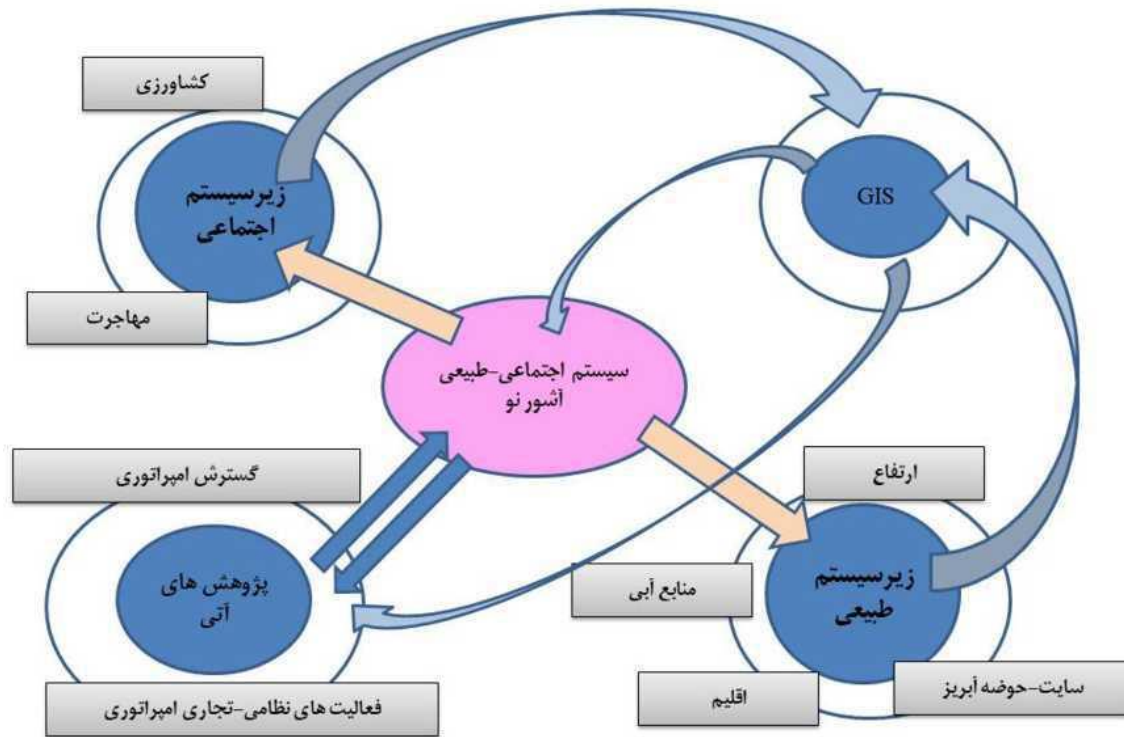 کشاورزی
زیرسیستم
اجتماعی
مهاجرت
GIS
سیستم اجتماعی-طبیعی
آشور نو
گسترش امپراتوری
پژوهش های
آتی
فعالیت های نظامی-تجاری امپراتوری
ارتفاع
منابع آبی
زیرسیستم
طبیعی
اقلیم
سایت-حوضه آبریز